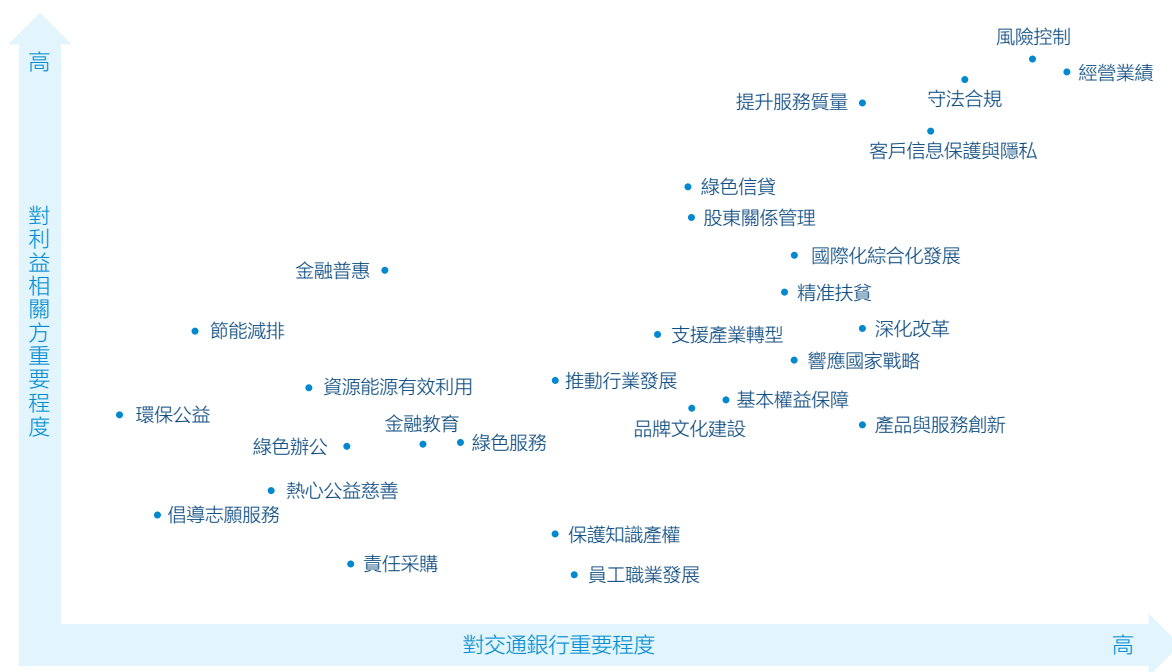 高
對利益相關方重要程度
風險控制
經營業績
守法合規
提升服務質量
客戶信息保護與隱私
綠色信貸
股東關係管理
國際化綜合化發展
金融普惠
精准扶貧
節能減排
支援產業轉型
深化改革
響應國家戰略
推動行業發展
資源能源有效利用
基本權益保障
環保公益
金融教育
品牌文化建設
產品與服務創新
綠色辦公
綠色服務
熱心公益慈善
倡導志願服務
保護知識產權
責任采購
員工職業發展
對交通銀行重要程度
高